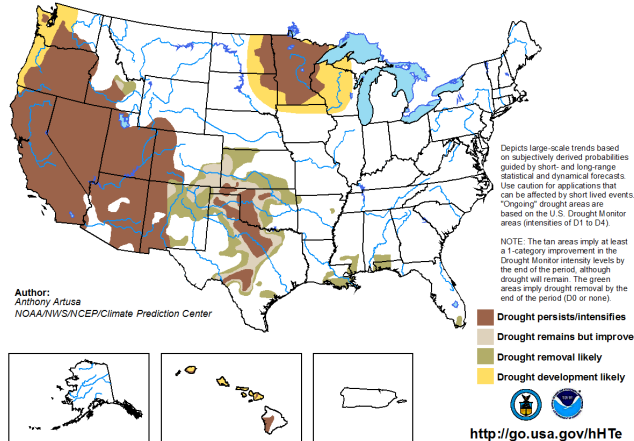 Depicts large-scale trends based
on subjectively derived probabilities
guided by short- and long-range
statistical and dynamical forecasts.
Use caution for applications that
can be affected by short lived events.
"Ongoing" drought areas are
based on the U.S. Drought Monitor
areas (intensities of D1 to D4).
NOTE: The tan areas imply at least
a 1-category improvement in the
Drought Monitor intensity levels by
the end of the period, although
drought will remain. The green
areas imply drought removal by the
end of the period (D0 or none).
Author:
Anthony Artusa
NOAA/NWS/NCEP/Climate Prediction Center
Drought persists/intensifies
Drought remains but improve
Drought removal likely
Drought development likely
http://go.usa.gov/hHTe